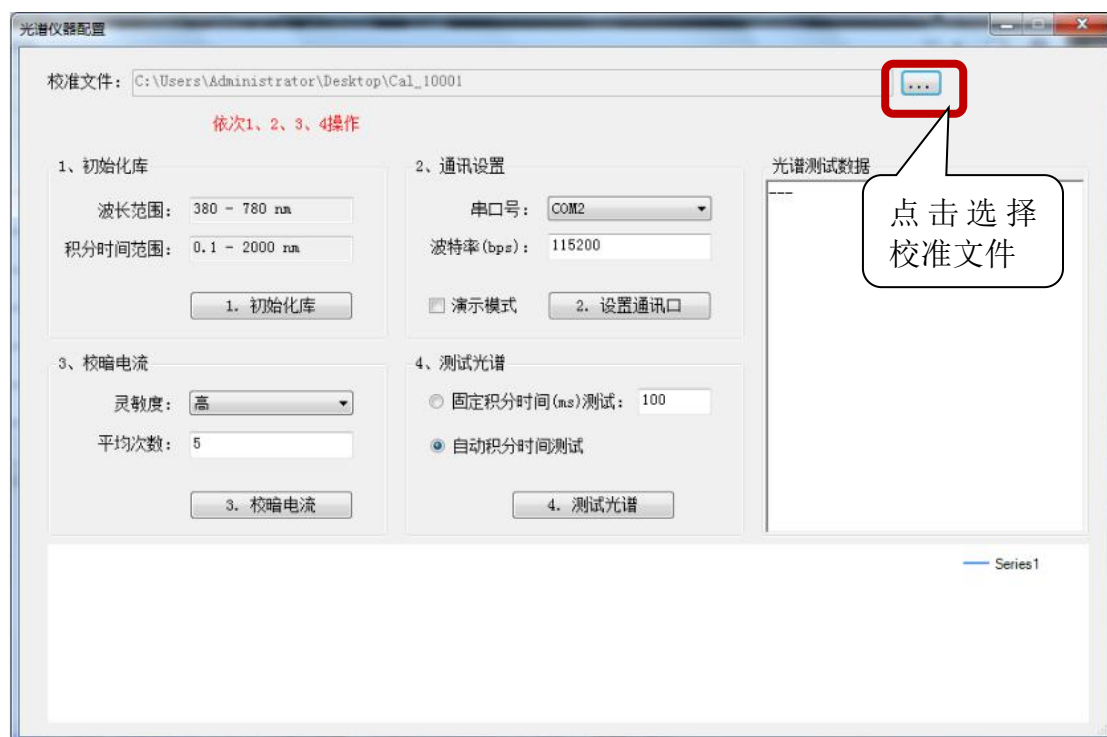 光谱仪器配置
校准文件: C:\Users\Administrator\Desktop\Cal_10001 ...
依次1、2、3、4操作
1、初始化库
波长范围: 380 - 780 nm
积分时间范围: 0.1 - 2000 nm
1. 初始化库
2、通讯设置
串口号: COM2
波特率(bps): 115200
演示模式 2. 设置通讯口
光谱测试数据
---
点击选择
校准文件
3、校暗电流
灵敏度: 高
平均次数: 5
3. 校暗电流
4、测试光谱
固定积分时间(ms)测试: 100
自动积分时间测试
4. 测试光谱
Series1